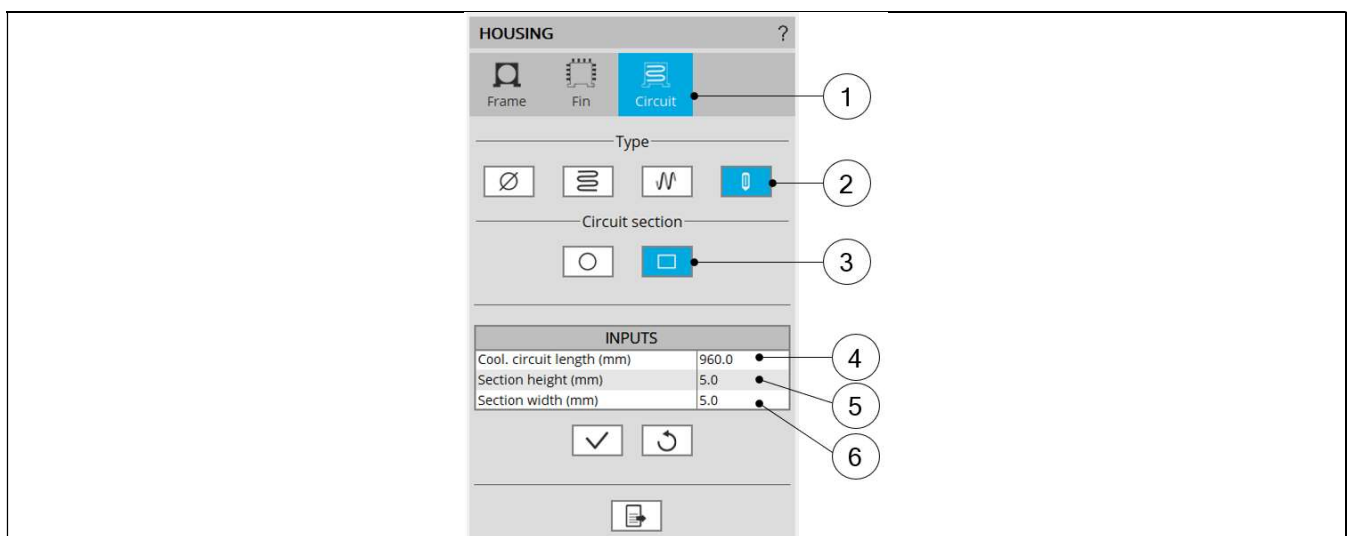 HOUSING ?
Frame Fin Circuit
1
Type
2
Circuit section
3
INPUTS
Cool. circuit length (mm) 960.0
4
Section height (mm) 5.0
5
Section width (mm) 5.0
6